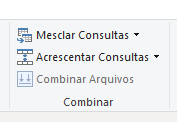 Mesclar Consultas
Acrescentar Consultas
Combinar Arquivos
Combinar